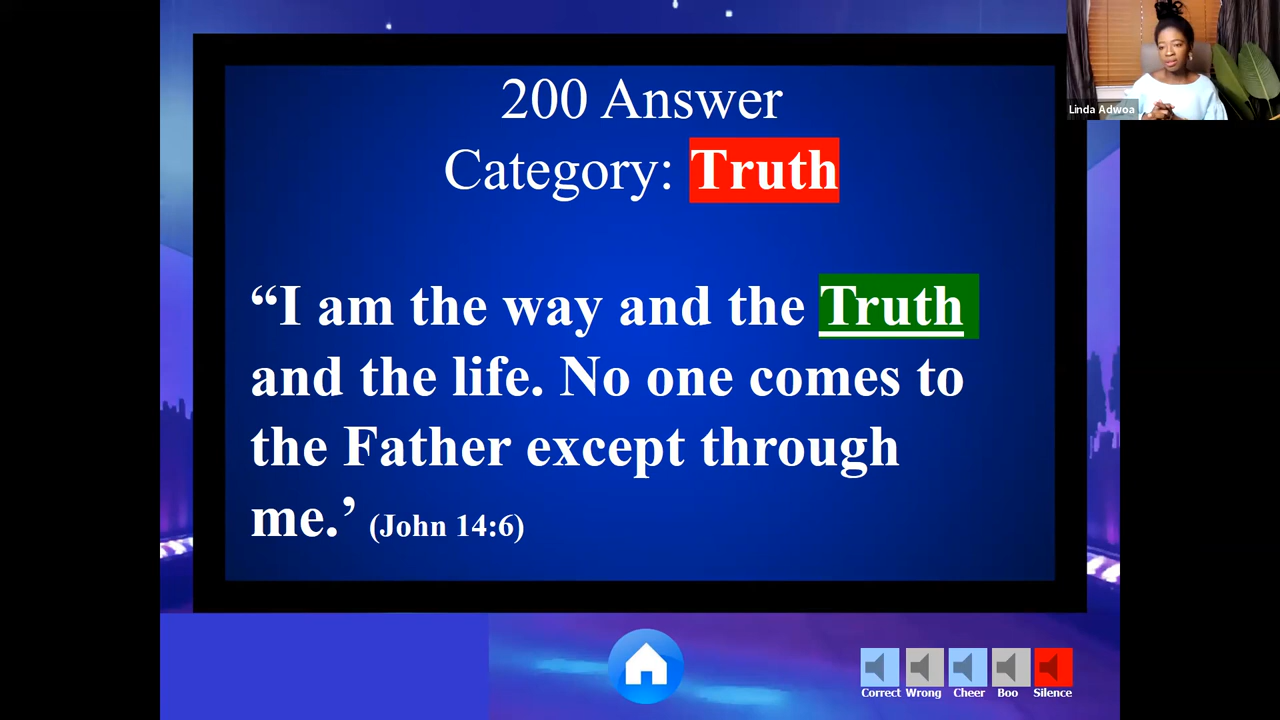 200 Answer
Category: Truth
“I am the way and the Truth
and the life. No one comes to
the Father except through
me.’ (John 14:6)
Linda Adwoa
Correct Wrong Cheer Boo Silence